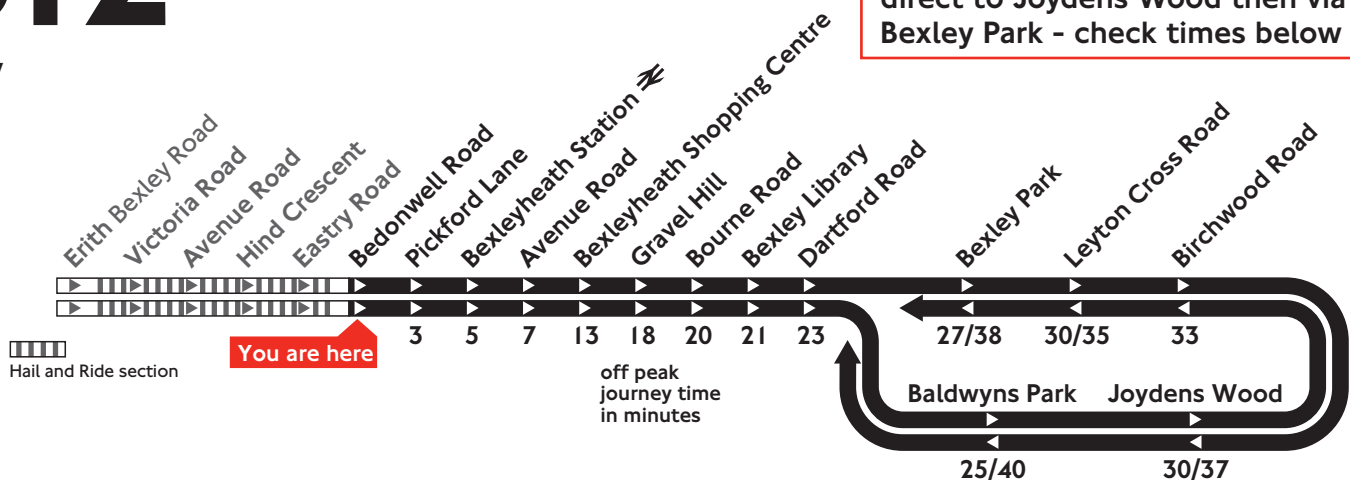 direct to Joydens Wood then via
Bexley Park - check times below
Erith Bexley Road
Victoria Road
Avenue Road
Hind Crescent
Eastry Road
Bedonwell Road
Pickford Lane
Bexleyheath Station
Avenue Road
Bexleyheath Shopping Centre
Gravel Hill
Bourne Road
Bexley Library
Dartford Road
Bexley Park
Leyton Cross Road
Birchwood Road
You are here
3 5 7 13 18 20 21 23 27/38 30/35 33
Hail and Ride section
off peak
journey time
in minutes
Baldwyns Park Joydens Wood
25/40 30/37